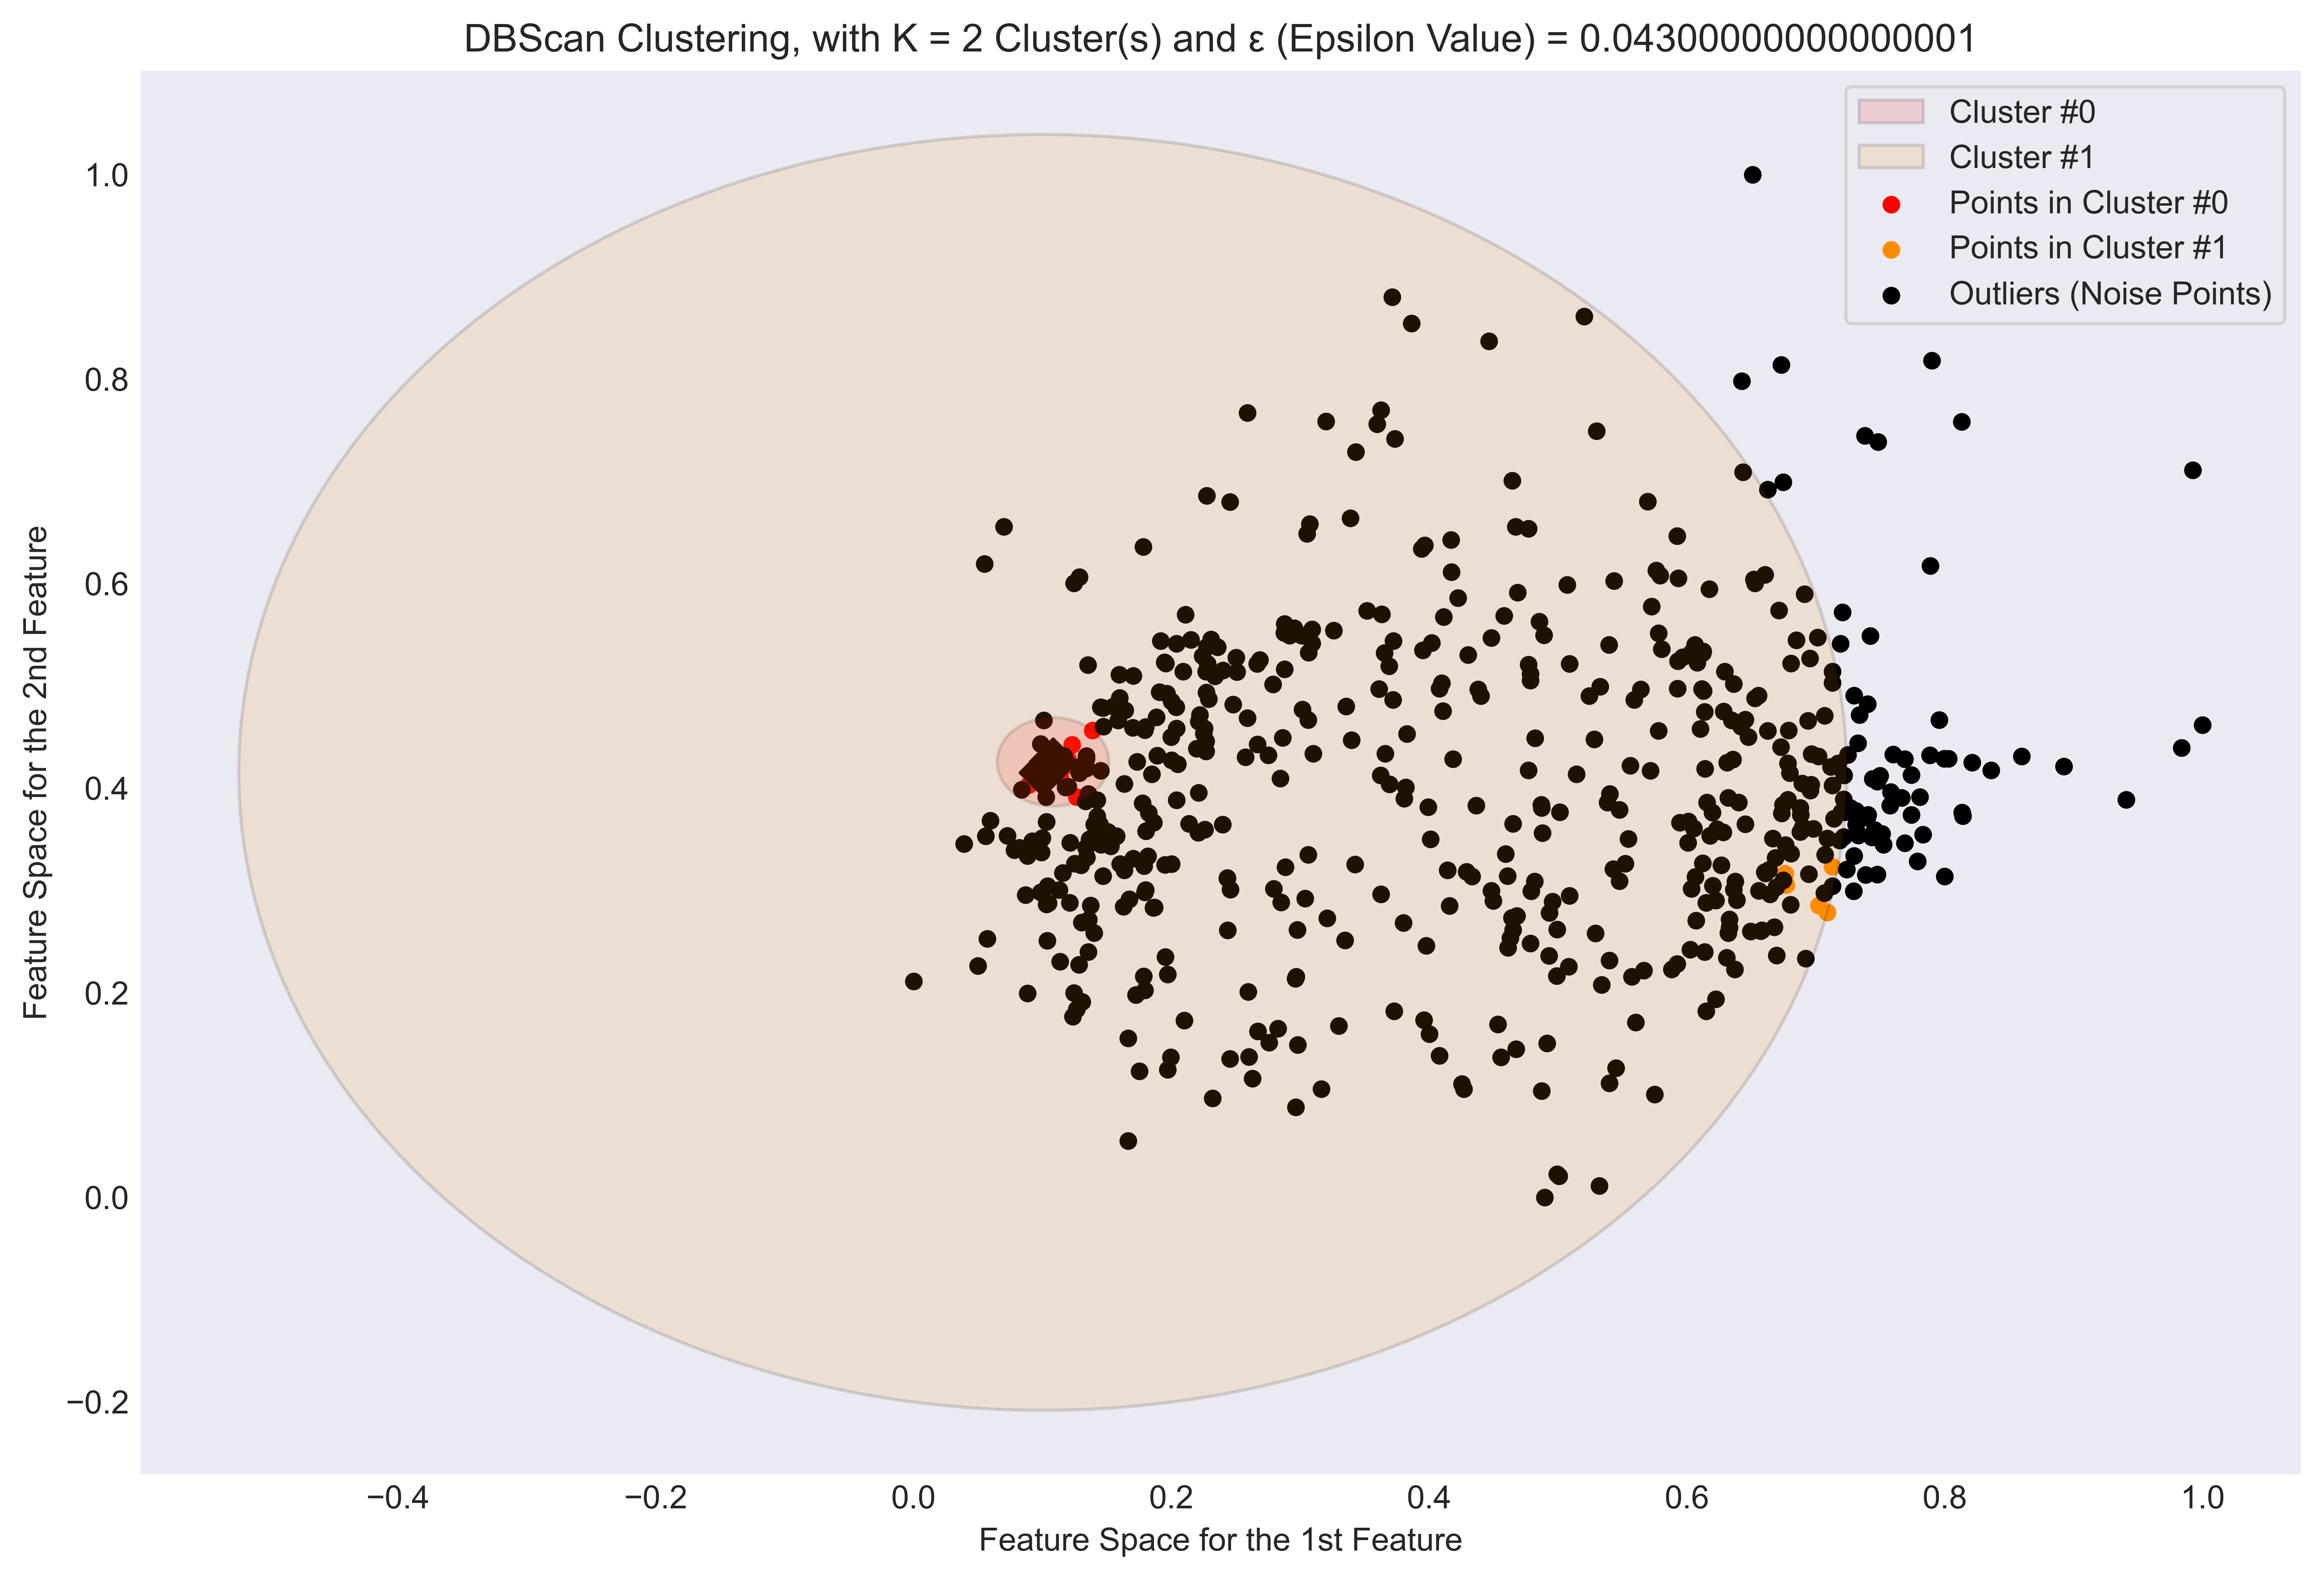 DBScan Clustering, with K = 2 Cluster(s) and ε (Epsilon Value) = 0.04300000000000001
Cluster #0
Cluster #1
Points in Cluster #0
Points in Cluster #1
Outliers (Noise Points)
Feature Space for the 2nd Feature
1.0
0.8
0.6
0.4
0.2
0.0
−0.2
−0.4
−0.2
0.0
0.2
0.4
0.6
0.8
1.0
Feature Space for the 1st Feature